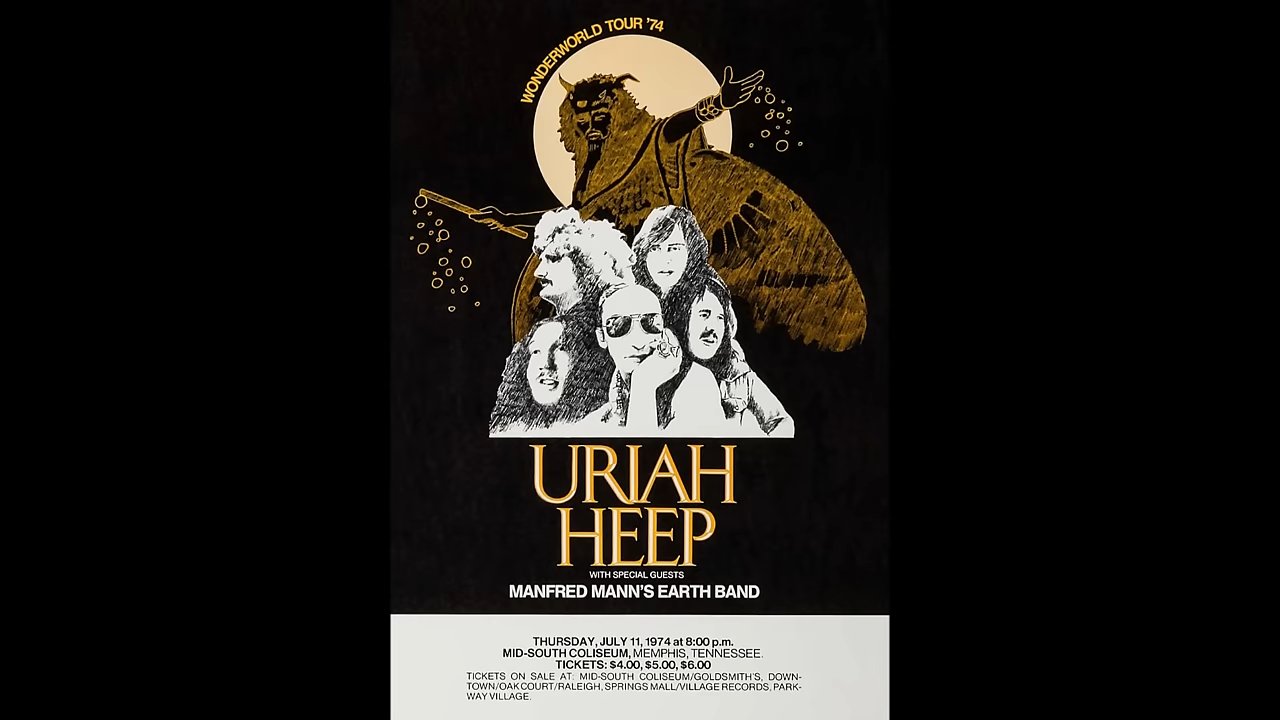 WONDERWORLD TOUR '74
URIAH
HEEP
WITH SPECIAL GUESTS
MANFRED MANN'S EARTH BAND
THURSDAY, JULY 11, 1974 at 8:00 p.m.
MID-SOUTH COLISEUM, MEMPHIS, TENNESSEE.
TICKETS: $4.00, $5.00, $6.00
TICKETS ON SALE AT: MID-SOUTH COLISEUM/GOLDSMITH'S, DOWN-
TOWN/OAK COURT/RALEIGH, SPRINGS MALL/VILLAGE RECORDS, PARK-
WAY VILLAGE.